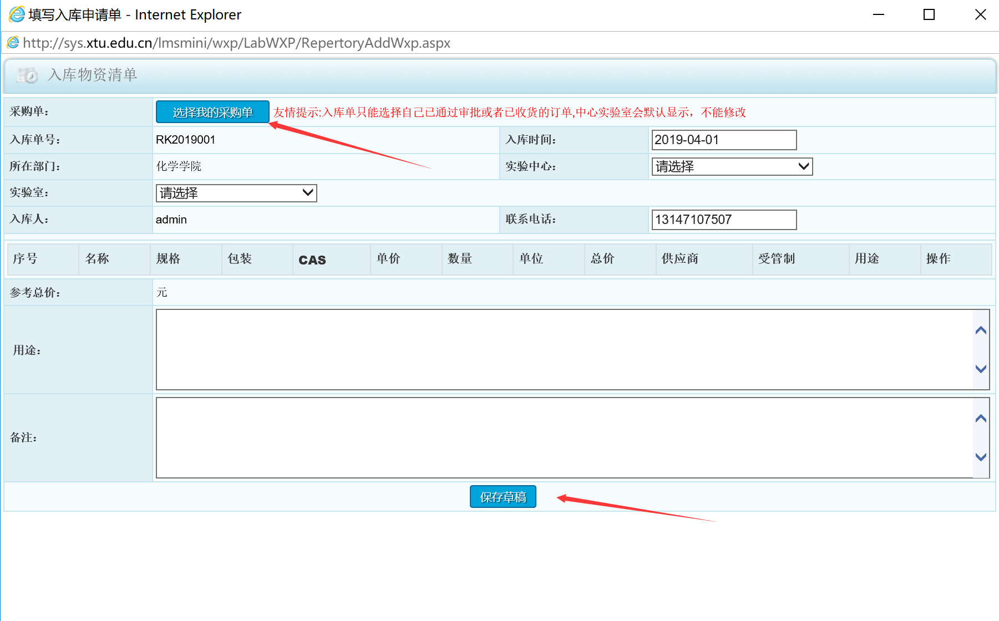 填写入库申请单 - Internet Explorer
http://sys.xtu.edu.cn/lmsmini/wxp/LabWXP/RepertoryAddWxp.aspx
入库物资清单
采购单: 选择我的采购单 友情提示:入库单只能选择自己已通过审批或者已收货的订单,中心实验室会默认显示，不能修改
入库单号: RK2019001 入库时间: 2019-04-01
所在部门: 化学学院 实验中心: 请选择
实验室: 请选择
入库人: admin 联系电话: 13147107507
序号 名称 规格 包装 CAS 单价 数量 单位 总价 供应商 受管制 用途 操作
参考总价: 元
用途:
备注:
保存草稿